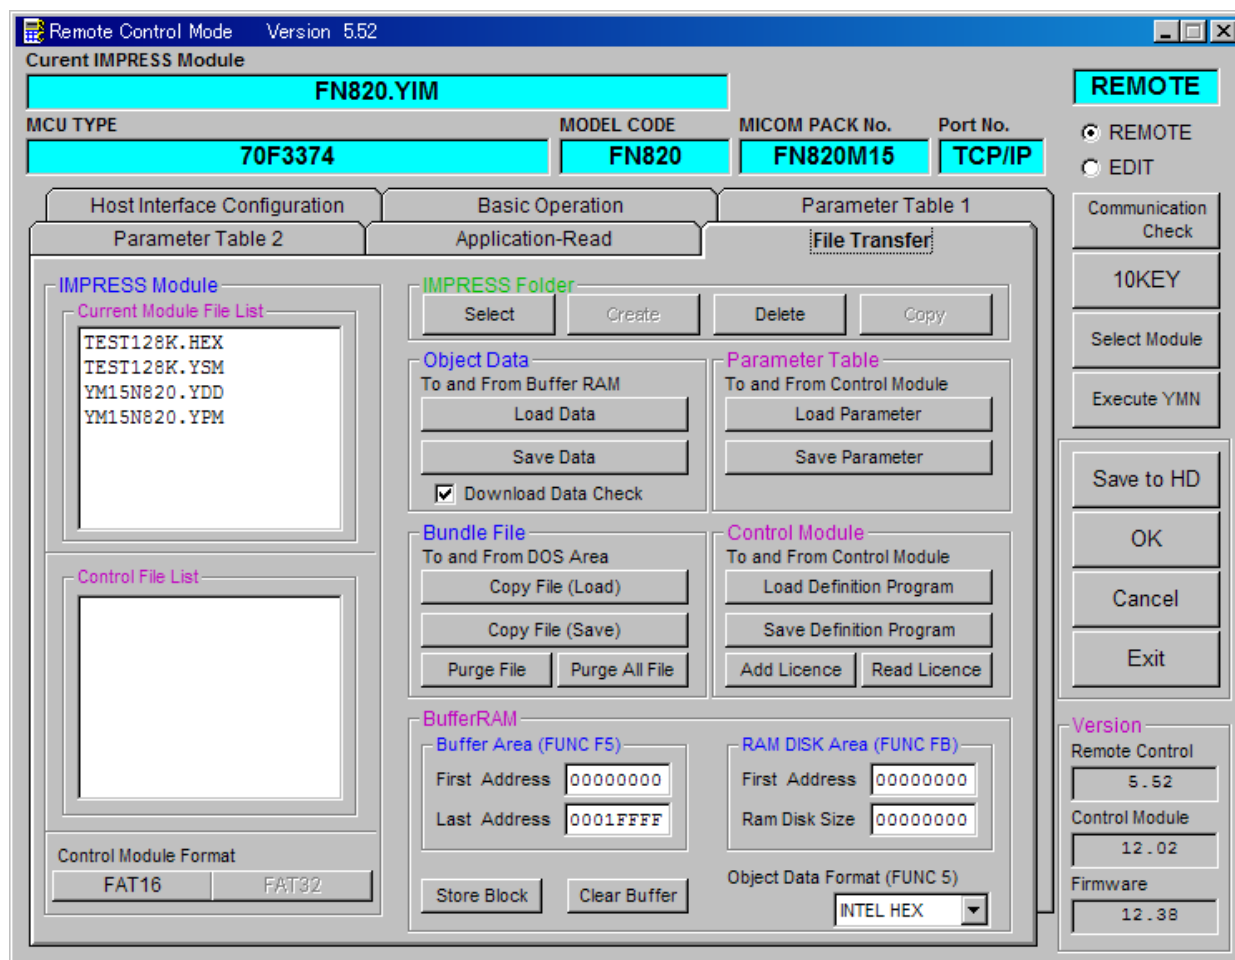 Remote Control Mode Version 5.52
Curent IMPRESS Module
FN820.YIM
REMOTE
MCU TYPE
MODEL CODE
MICOM PACK No.
Port No.
70F3374
FN820
FN820M15
TCP/IP
REMOTE
EDIT
Host Interface Configuration
Basic Operation
Parameter Table 1
Parameter Table 2
Application-Read
File Transfer
Communication
Check
10KEY
Select Module
Execute YMN
Save to HD
OK
Cancel
Exit
IMPRESS Module
Current Module File List
TEST128K.HEX
TEST128K.YSM
YM15N820.YDD
YM15N820.YPM
Control File List
Control Module Format
FAT16
FAT32
IMPRESS Folder
Select
Create
Delete
Copy
Object Data
To and From Buffer RAM
Load Data
Save Data
Download Data Check
Parameter Table
To and From Control Module
Load Parameter
Save Parameter
Bundle File
To and From DOS Area
Copy File (Load)
Copy File (Save)
Purge File
Purge All File
Control Module
To and From Control Module
Load Definition Program
Save Definition Program
Add Licence
Read Licence
BufferRAM
Buffer Area (FUNC F5)
First Address 00000000
Last Address 0001FFFF
RAM DISK Area (FUNC FB)
First Address 00000000
Ram Disk Size 00000000
Store Block
Clear Buffer
Object Data Format (FUNC 5)
INTEL HEX
Version
Remote Control
5.52
Control Module
12.02
Firmware
12.38